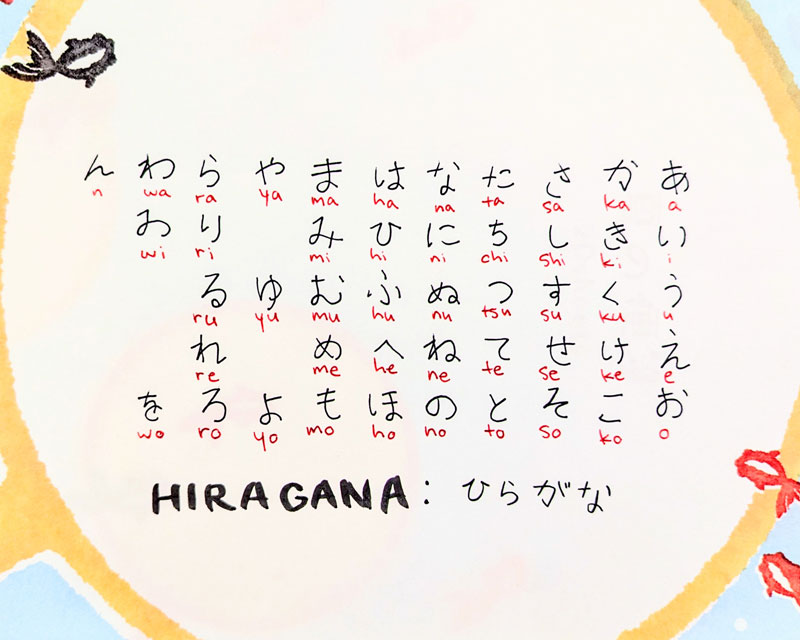 ん わ ら や ま は な た さ か あ
n wa ra ya ma ha na ta sa ka a
お り み ひ に ち し き い
wi ri mi hi ni chi shi ki i
る ゆ む ふ ぬ つ す く う
ru yu mu hu nu tsu su ku u
れ め へ ね て せ け え
re me he ne te se ke e
を ろ よ も ほ の と そ こ お
wo ro yo mo ho no to so ko o
HIRAGANA: ひらがな